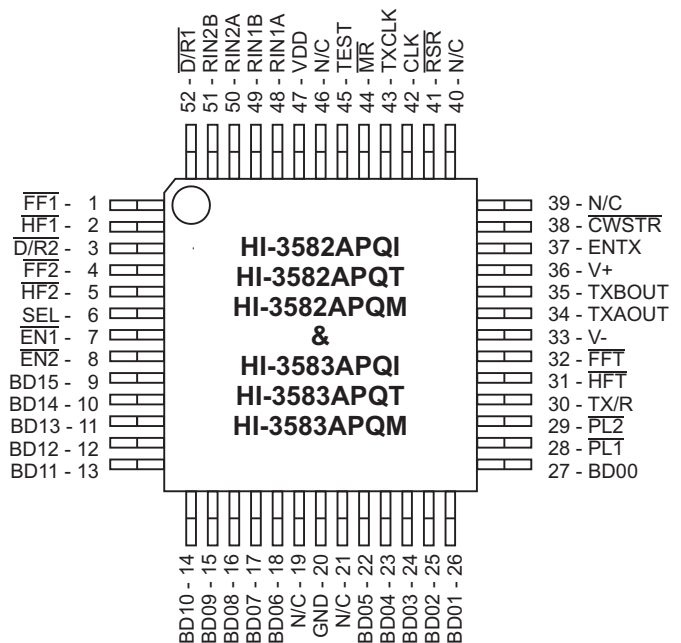 52 - D/R1
51 - RIN2B
50 - RIN2A
49 - RIN1B
48 - RIN1A
47 - VDD
46 - N/C
45 - TEST
44 - MR
43 - TXCLK
42 - CLK
41 - RSR
40 - N/C
FF1 - 1
HF1 - 2
D/R2 - 3
FF2 - 4
HF2 - 5
SEL - 6
EN1 - 7
EN2 - 8
BD15 - 9
BD14 - 10
BD13 - 11
BD12 - 12
BD11 - 13
HI-3582APQI
HI-3582APQT
HI-3582APQM
&
HI-3583APQI
HI-3583APQT
HI-3583APQM
39 - N/C
38 - CWSTR
37 - ENTX
36 - V+
35 - TXBOUT
34 - TXAOUT
33 - V-
32 - FFT
31 - HFT
30 - TX/R
29 - PL2
28 - PL1
27 - BD00
BD10 - 14
BD09 - 15
BD08 - 16
BD07 - 17
BD06 - 18
N/C - 19
GND - 20
N/C - 21
BD05 - 22
BD04 - 23
BD03 - 24
BD02 - 25
BD01 - 26